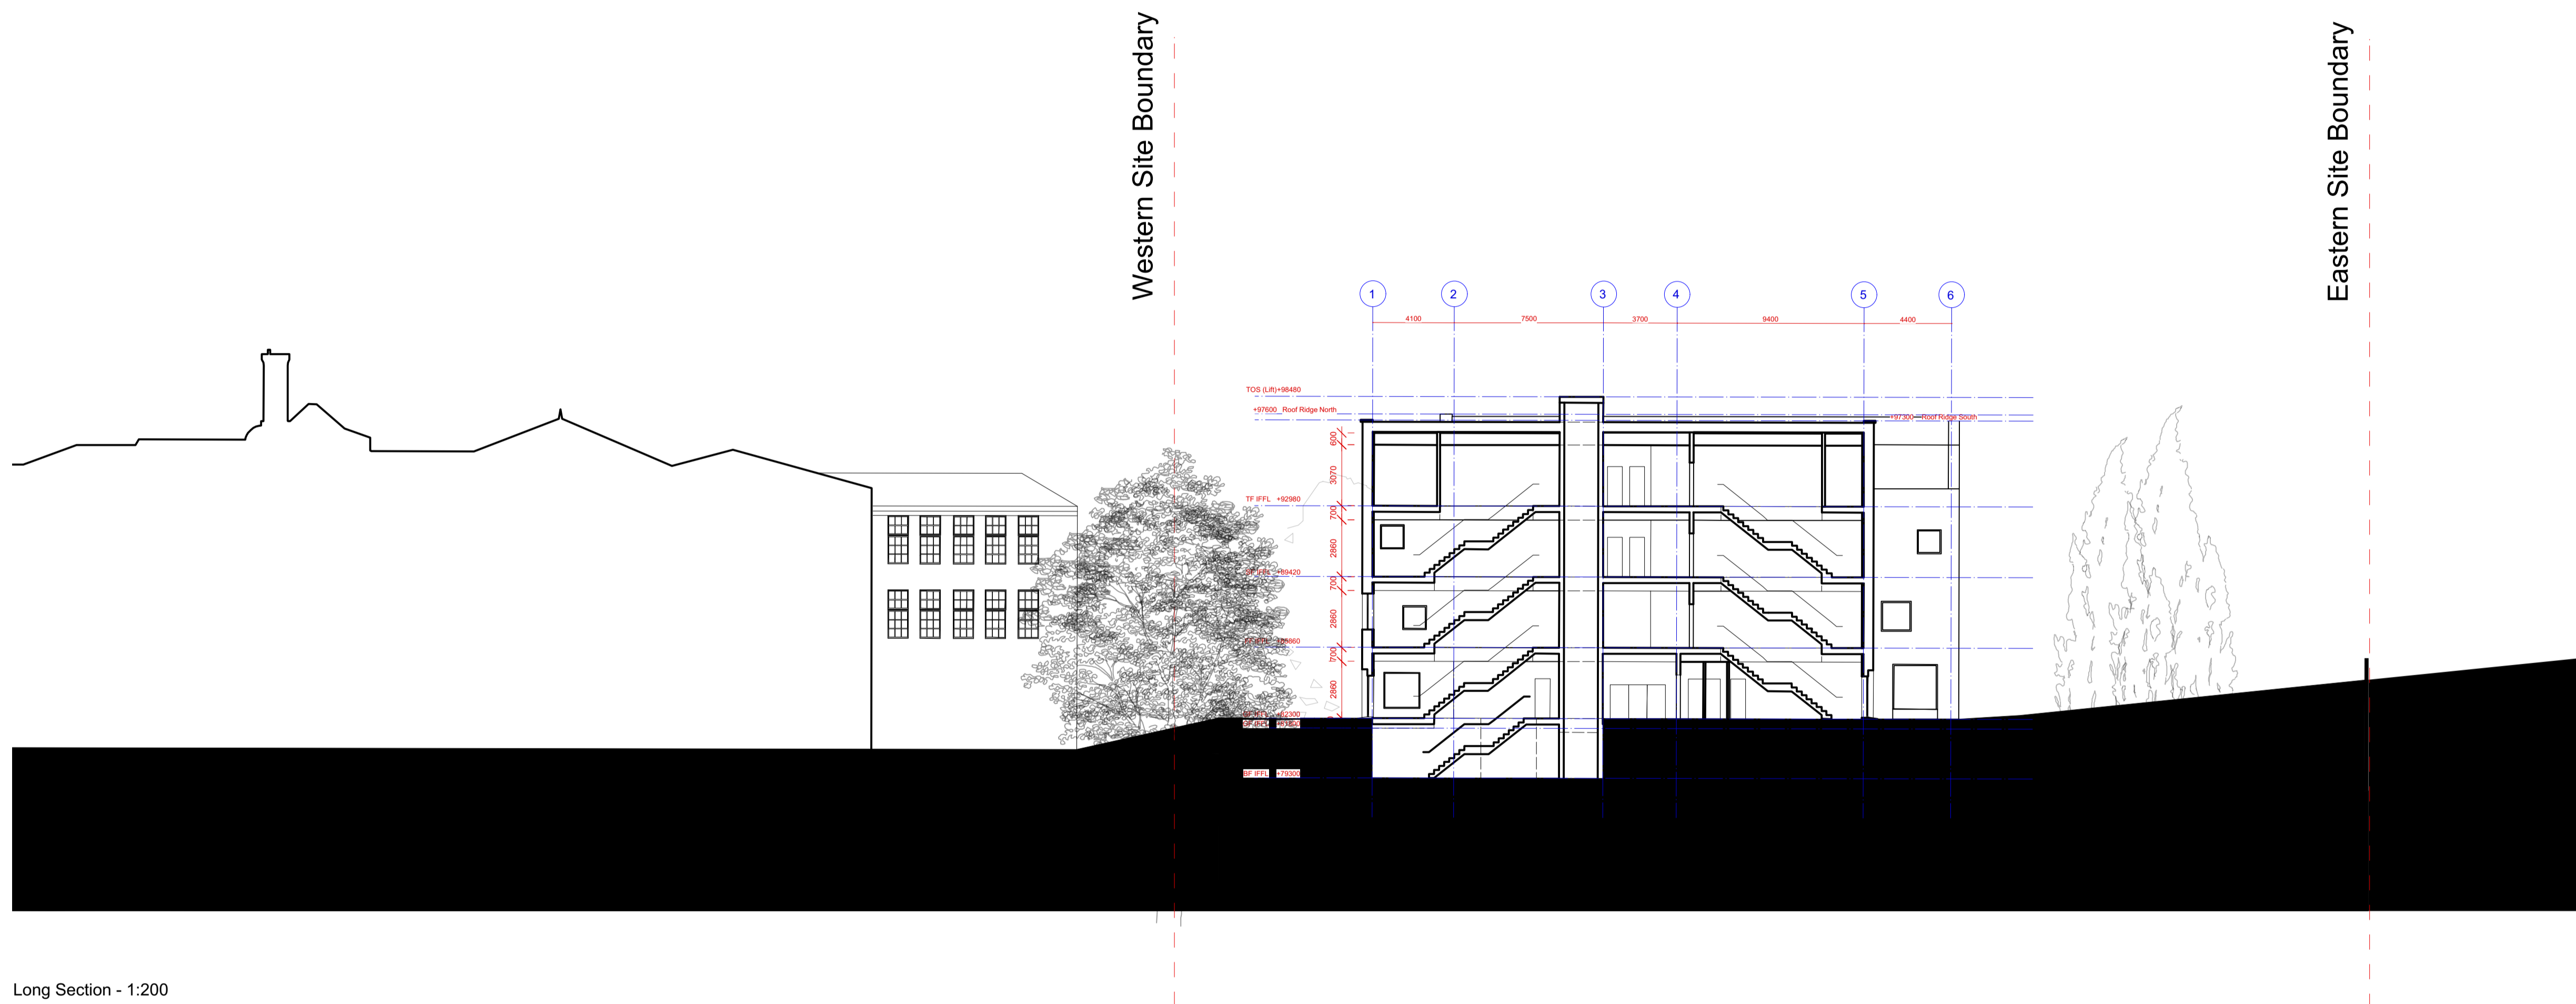 Western Site Boundary
Eastern Site Boundary
1 2 3 4 5 6
4100 7500 3700 9400 4400
TOS (Lift)+98480
+97600 Roof Ridge North
+97300 Roof Ridge South
600
3070
TF IFFL +92980
700
2860
+89420
700
2860
700
2860
+82300
BF IFFL +79300
Long Section - 1:200